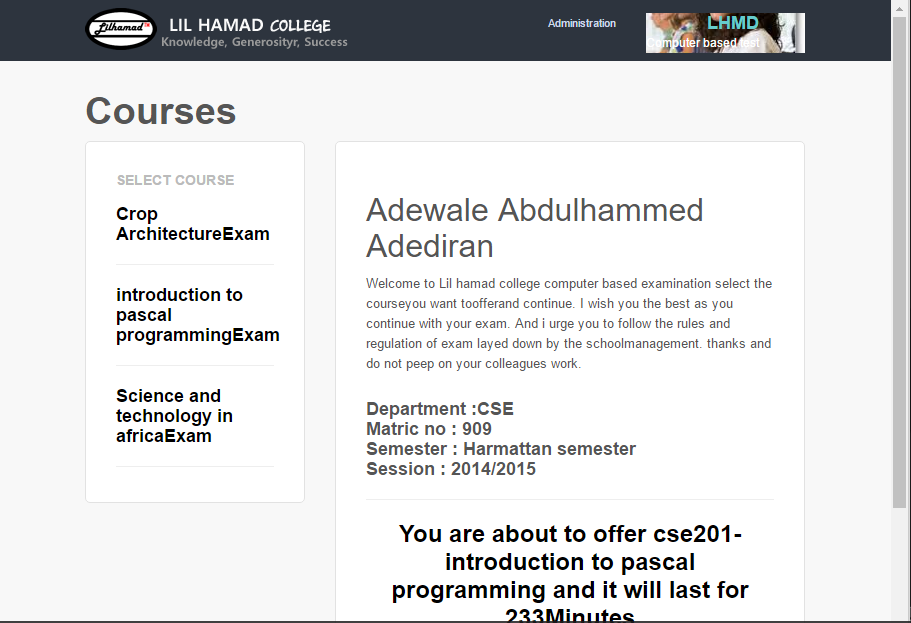 Lilhamad
LIL HAMAD COLLEGE
Knowledge, Generosityr, Success
Administration
LHMD
Computer based test
Courses
SELECT COURSE
Crop
ArchitectureExam
introduction to
pascal
programmingExam
Science and
technology in
africaExam
Adewale Abdulhammed
Adediran
Welcome to Lil hamad college computer based examination select the
courseyou want toofferand continue. I wish you the best as you
continue with your exam. And i urge you to follow the rules and
regulation of exam layed down by the schoolmanagement. thanks and
do not peep on your colleagues work.
Department :CSE
Matric no : 909
Semester : Harmattan semester
Session : 2014/2015
You are about to offer cse201-
introduction to pascal
programming and it will last for
233Minutes